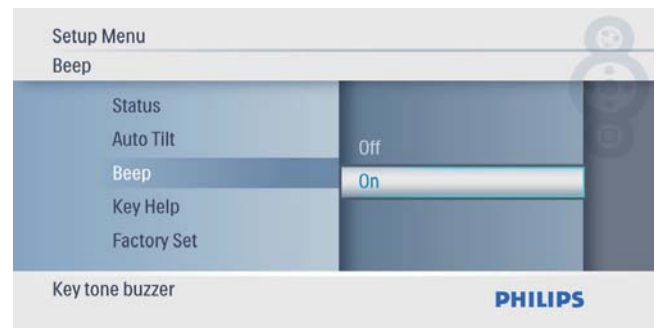 Setup Menu
Beep
Status
Auto Tilt
Beep
Key Help
Factory Set
Off
On
Key tone buzzer
PHILIPS